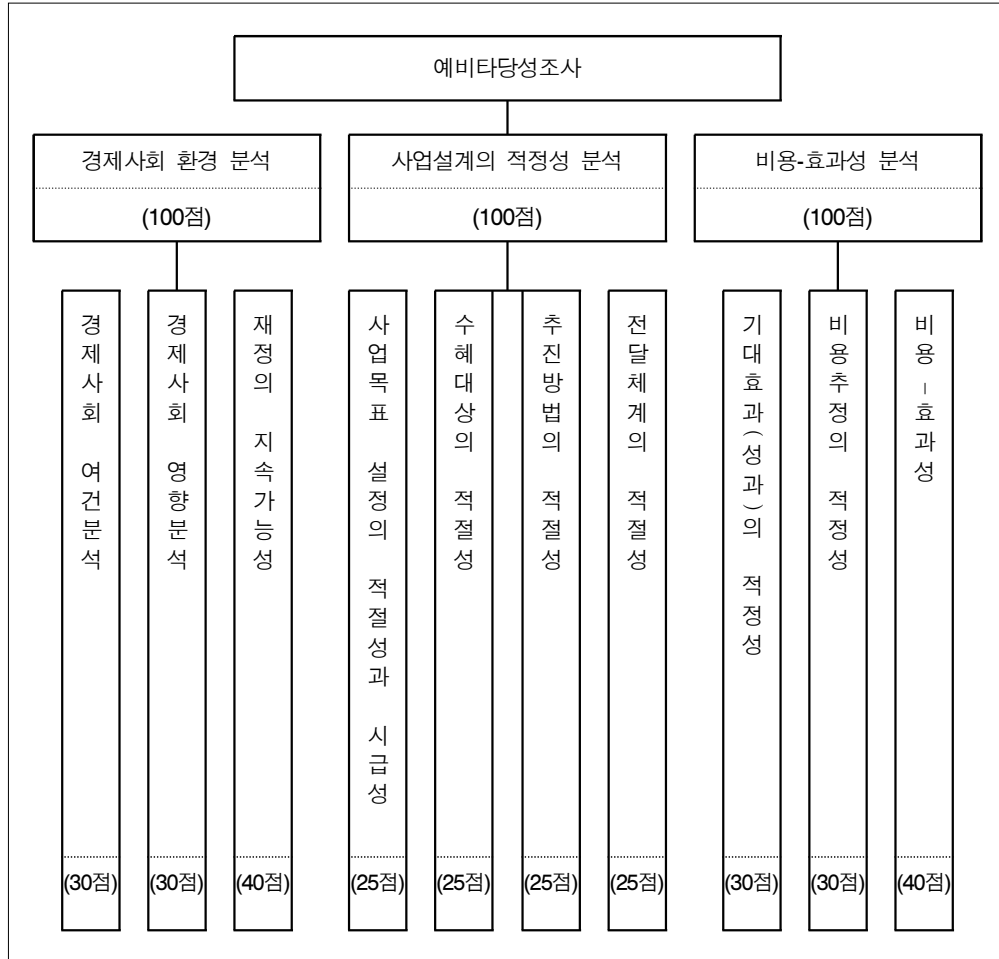 예비타당성조사
경제사회 환경 분석
(100점)
사업설계의 적정성 분석
(100점)
비용-효과성 분석
(100점)
경제사회 여건분석
(30점)
경제사회 영향분석
(30점)
재정의 지속가능성
(40점)
사업목표 설정의 적절성과 시급성
(25점)
수혜대상의 적절성
(25점)
추진방법의 적절성
(25점)
전달체계의 적절성
(25점)
기대효과(성과)의 적정성
(30점)
비용추정의 적정성
(30점)
비용-효과성
(40점)